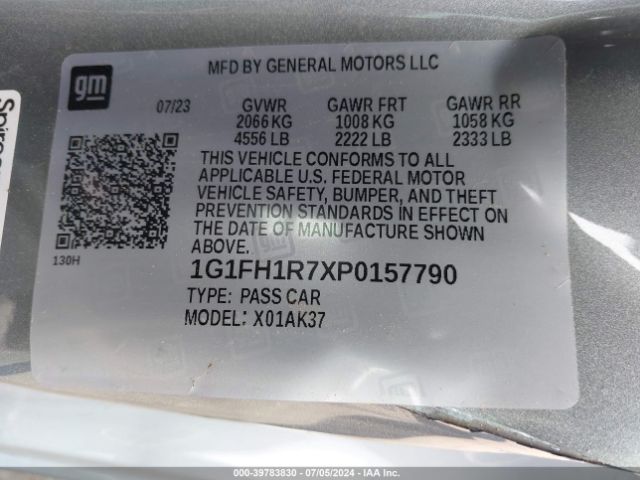 gm
MFD BY GENERAL MOTORS LLC
07/23 GVWR GAWR FRT GAWR RR
2066 KG 1008 KG 1058 KG
4556 LB 2222 LB 2333 LB
THIS VEHICLE CONFORMS TO ALL
APPLICABLE U.S. FEDERAL MOTOR
VEHICLE SAFETY, BUMPER, AND THEFT
PREVENTION STANDARDS IN EFFECT ON
THE DATE OF MANUFACTURE SHOWN
ABOVE.
130H
1G1FH1R7XP0157790
TYPE: PASS CAR
MODEL: X01AK37
000-39783830 - 07/05/2024 - IAA Inc.